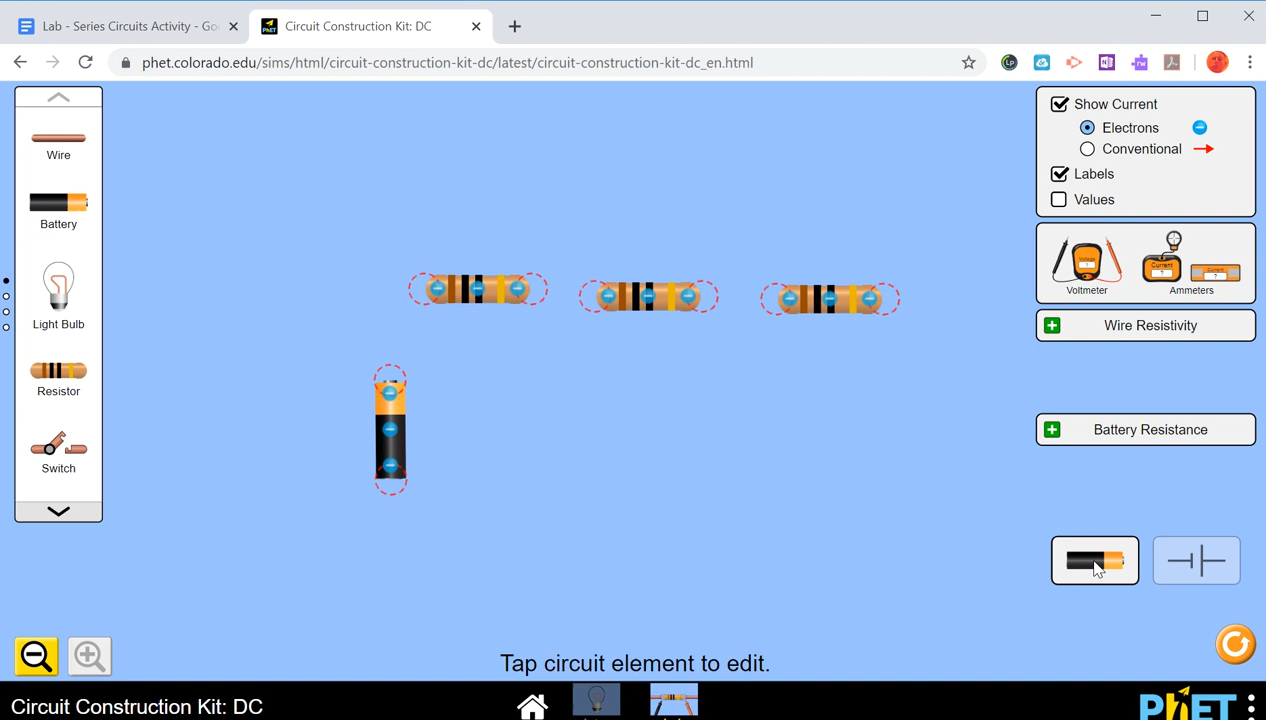 Lab - Series Circuits Activity - Go
Circuit Construction Kit: DC
phet.colorado.edu/sims/html/circuit-construction-kit-dc/latest/circuit-construction-kit-dc_en.html
Wire
Battery
Light Bulb
Resistor
Switch
Show Current
Electrons
Conventional
Labels
Values
Voltmeter
Ammeters
Wire Resistivity
Battery Resistance
Tap circuit element to edit.
Circuit Construction Kit: DC
PhET